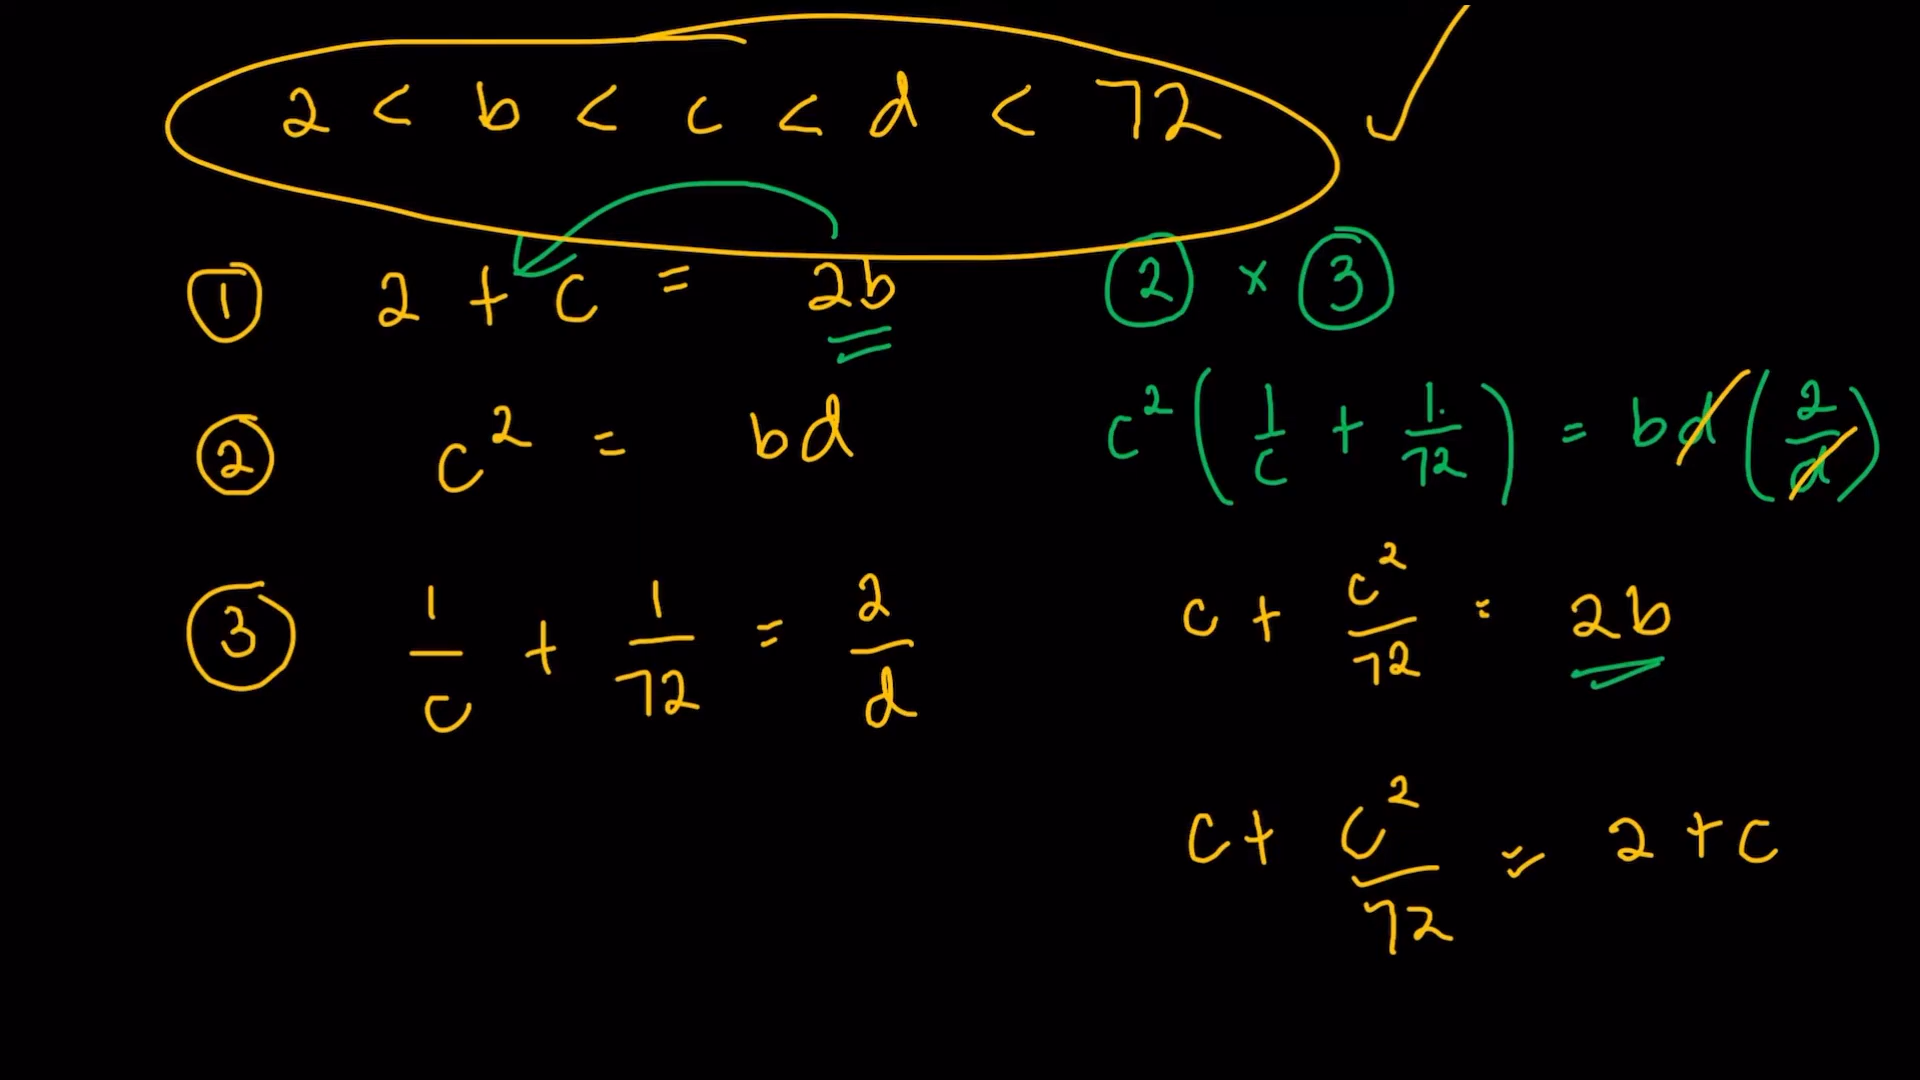 2 < b < c < d < 72
① 2 + c = 2b
② c² = bd
③ 1/c + 1/72 = 2/d
② × ③
c² (1/c + 1/72) = bd (2/d)
c + c²/72 = 2b
c + c²/72 = 2 + c